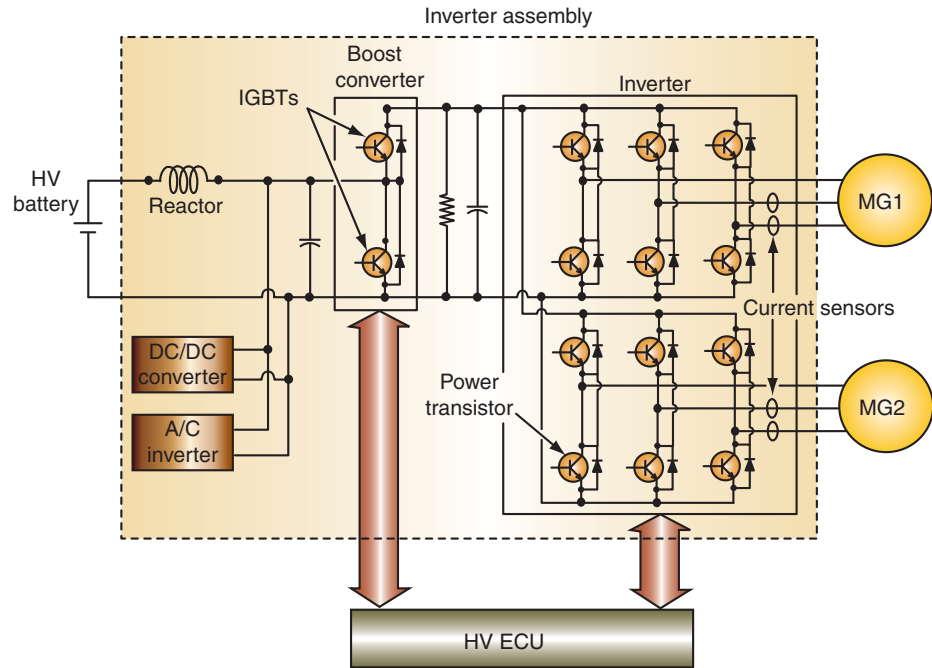 Inverter assembly
Boost
converter
IGBTs
Inverter
HV
battery
Reactor
MG1
Current sensors
DC/DC
converter
Power
transistor
MG2
A/C
inverter
HV ECU